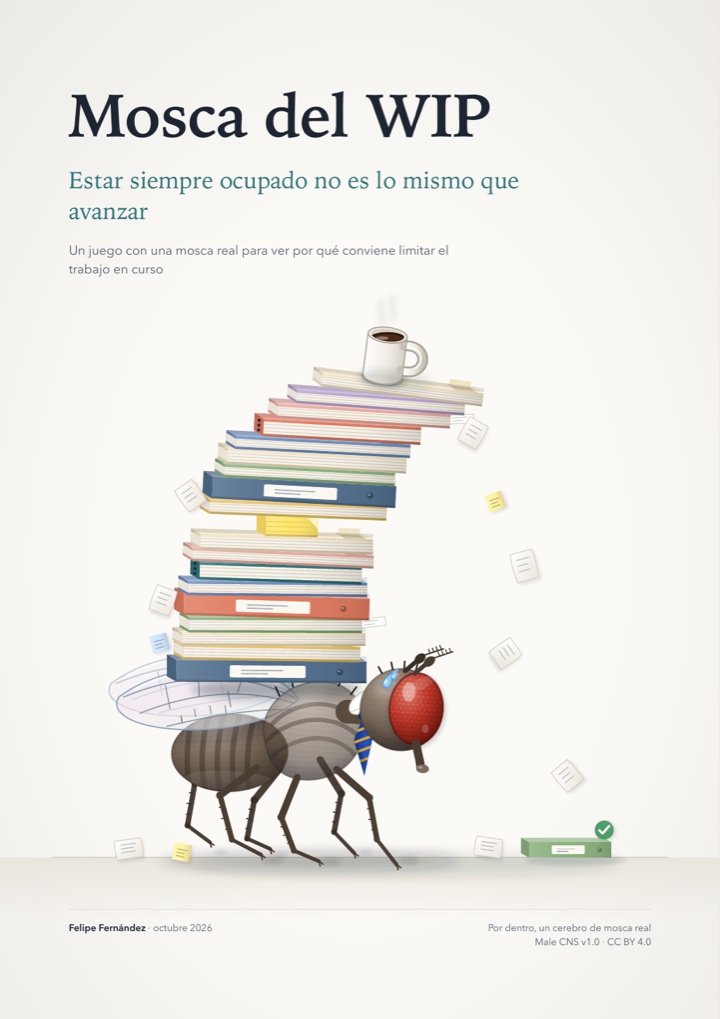 Mosca del WIP
Estar siempre ocupado no es lo mismo que
avanzar
Un juego con una mosca real para ver por qué conviene limitar el
trabajo en curso
Felipe Fernández · octubre 2026
Por dentro, un cerebro de mosca real
Male CNS v1.0 · CC BY 4.0